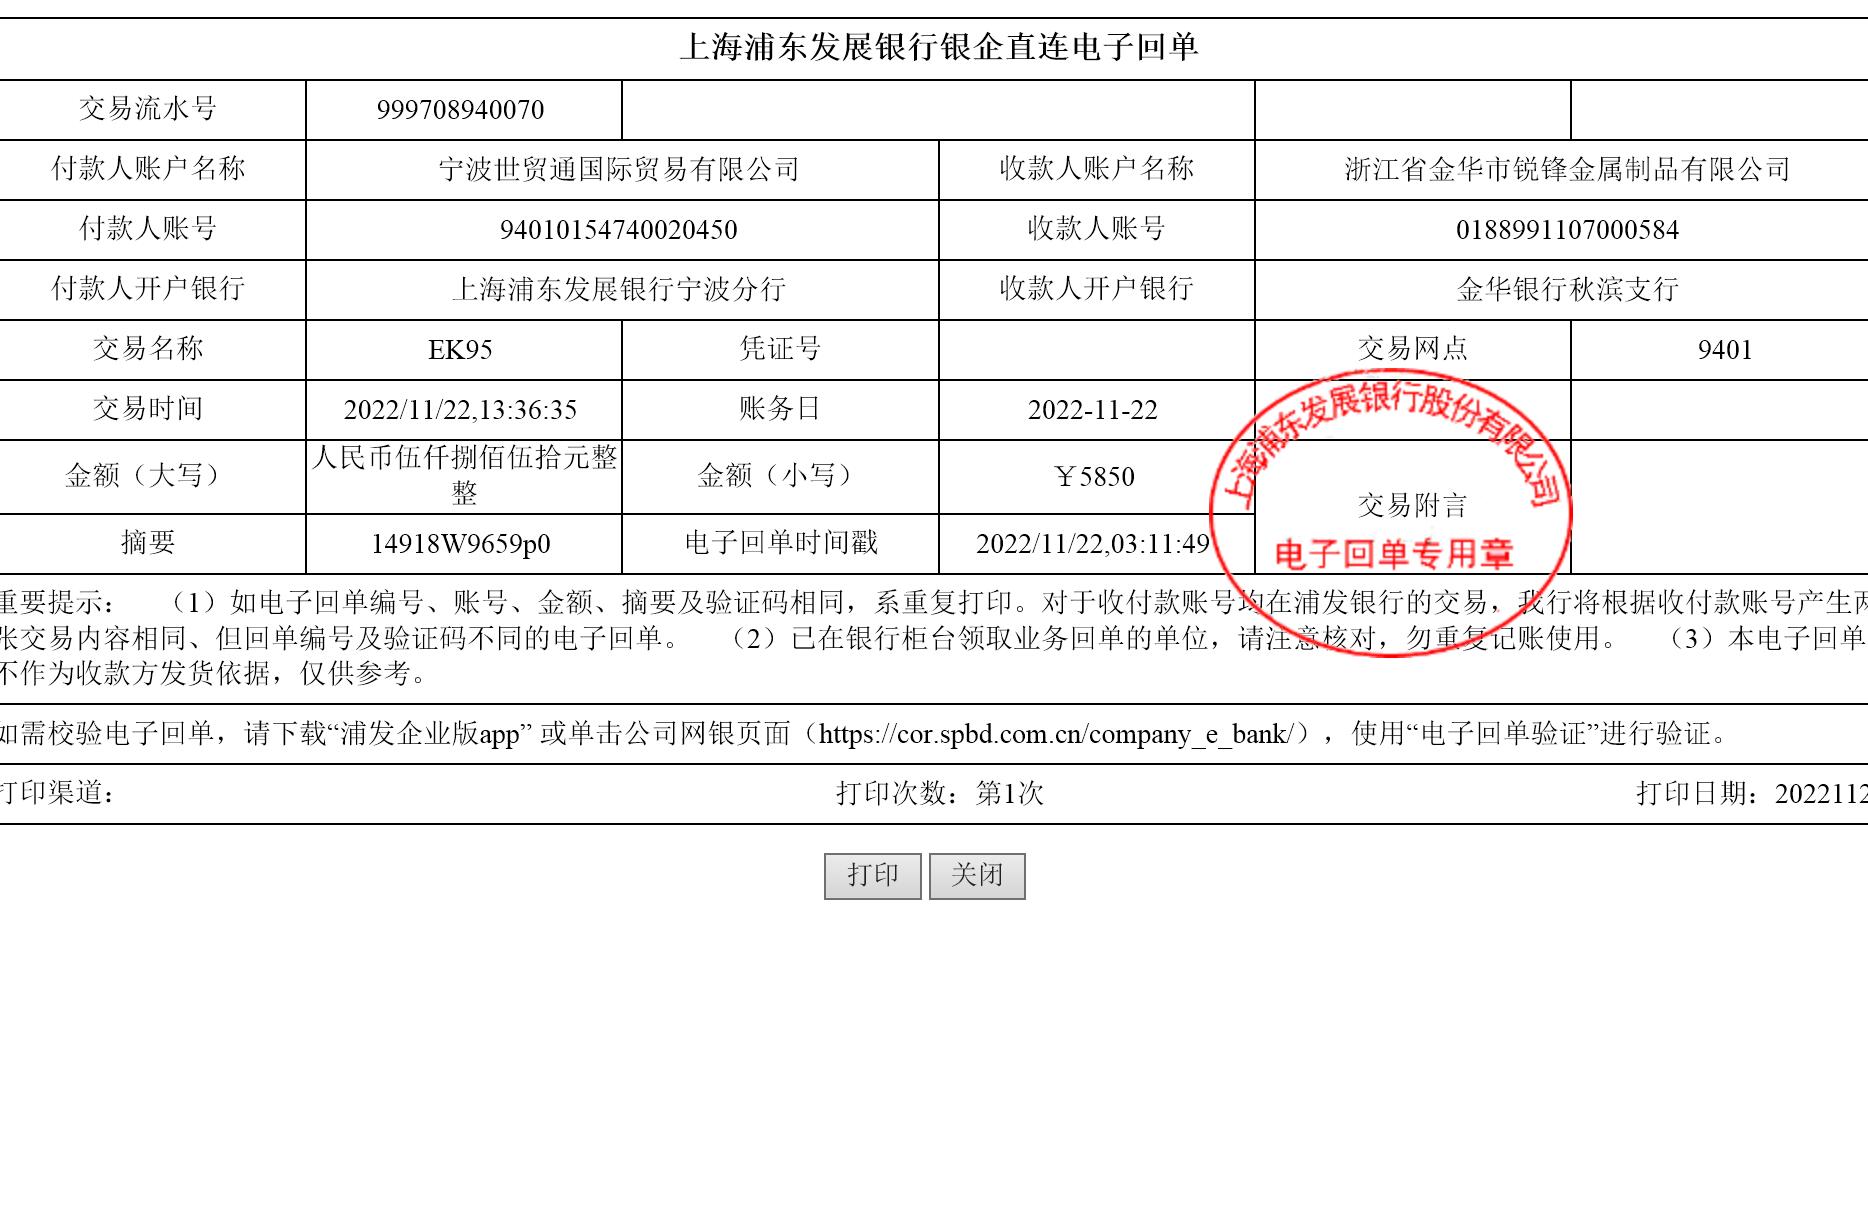 上海浦东发展银行银企直连电子回单
交易流水号 999708940070
付款人账户名称 宁波世贸通国际贸易有限公司 收款人账户名称 浙江省金华市锐锋金属制品有限公司
付款人账号 94010154740020450 收款人账号 0188991107000584
付款人开户银行 上海浦东发展银行宁波分行 收款人开户银行 金华银行秋滨支行
交易名称 EK95 凭证号 交易网点 9401
交易时间 2022/11/22,13:36:35 账务日 2022-11-22
金额（大写） 人民币伍仟捌佰伍拾元整
整 金额（小写） ￥5850 交易附言
摘要 14918W9659p0 电子回单时间戳 2022/11/22,03:11:49
上海浦东发展银行股份有限公司
电子回单专用章
重要提示： （1）如电子回单编号、账号、金额、摘要及验证码相同，系重复打印。对于收付款账号均在浦发银行的交易，我行将根据收付款账号产生两
张交易内容相同、但回单编号及验证码不同的电子回单。 （2）已在银行柜台领取业务回单的单位，请注意核对，勿重复记账使用。 （3）本电子回单
不作为收款方发货依据，仅供参考。
如需校验电子回单，请下载“浦发企业版app” 或单击公司网银页面（https://cor.spbd.com.cn/company_e_bank/），使用“电子回单验证”进行验证。
打印渠道： 打印次数：第1次 打印日期：2022112
打印 关闭